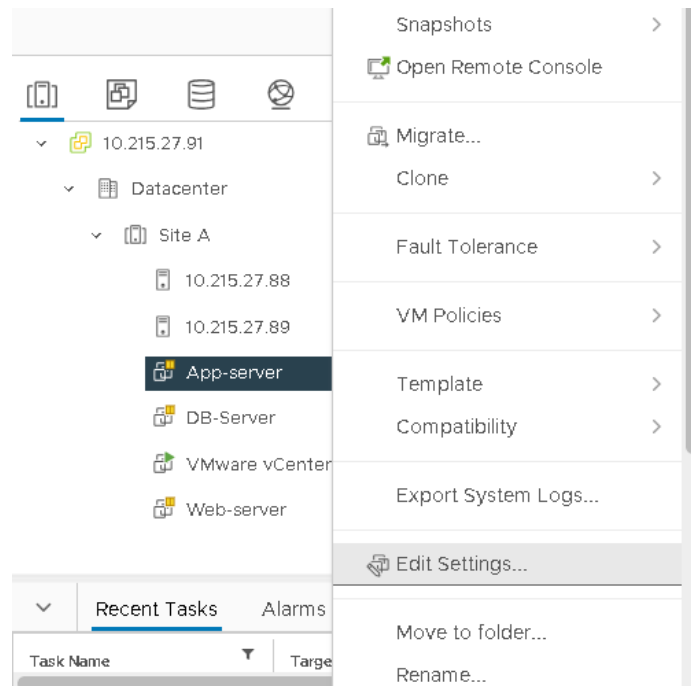 10.215.27.91
Datacenter
Site A
10.215.27.88
10.215.27.89
App-server
DB-Server
VMware vCenter
Web-server
Recent Tasks Alarms
Task Name Targe
Snapshots
Open Remote Console
Migrate...
Clone
Fault Tolerance
VM Policies
Template
Compatibility
Export System Logs...
Edit Settings...
Move to folder...
Rename...